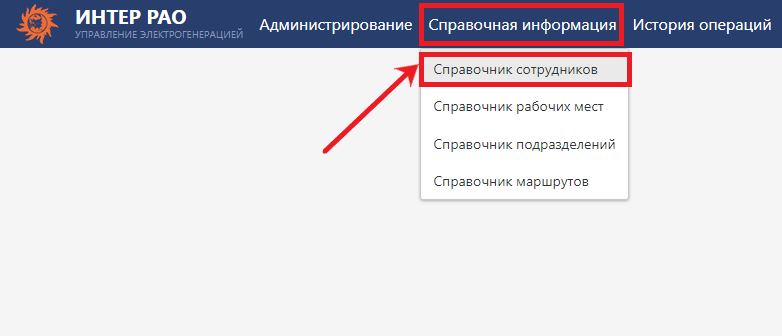 ИНТЕР РАО
УПРАВЛЕНИЕ ЭЛЕКТРОГЕНЕРАЦИЕЙ
Администрирование
Справочная информация
История операций
Справочник сотрудников
Справочник рабочих мест
Справочник подразделений
Справочник маршрутов